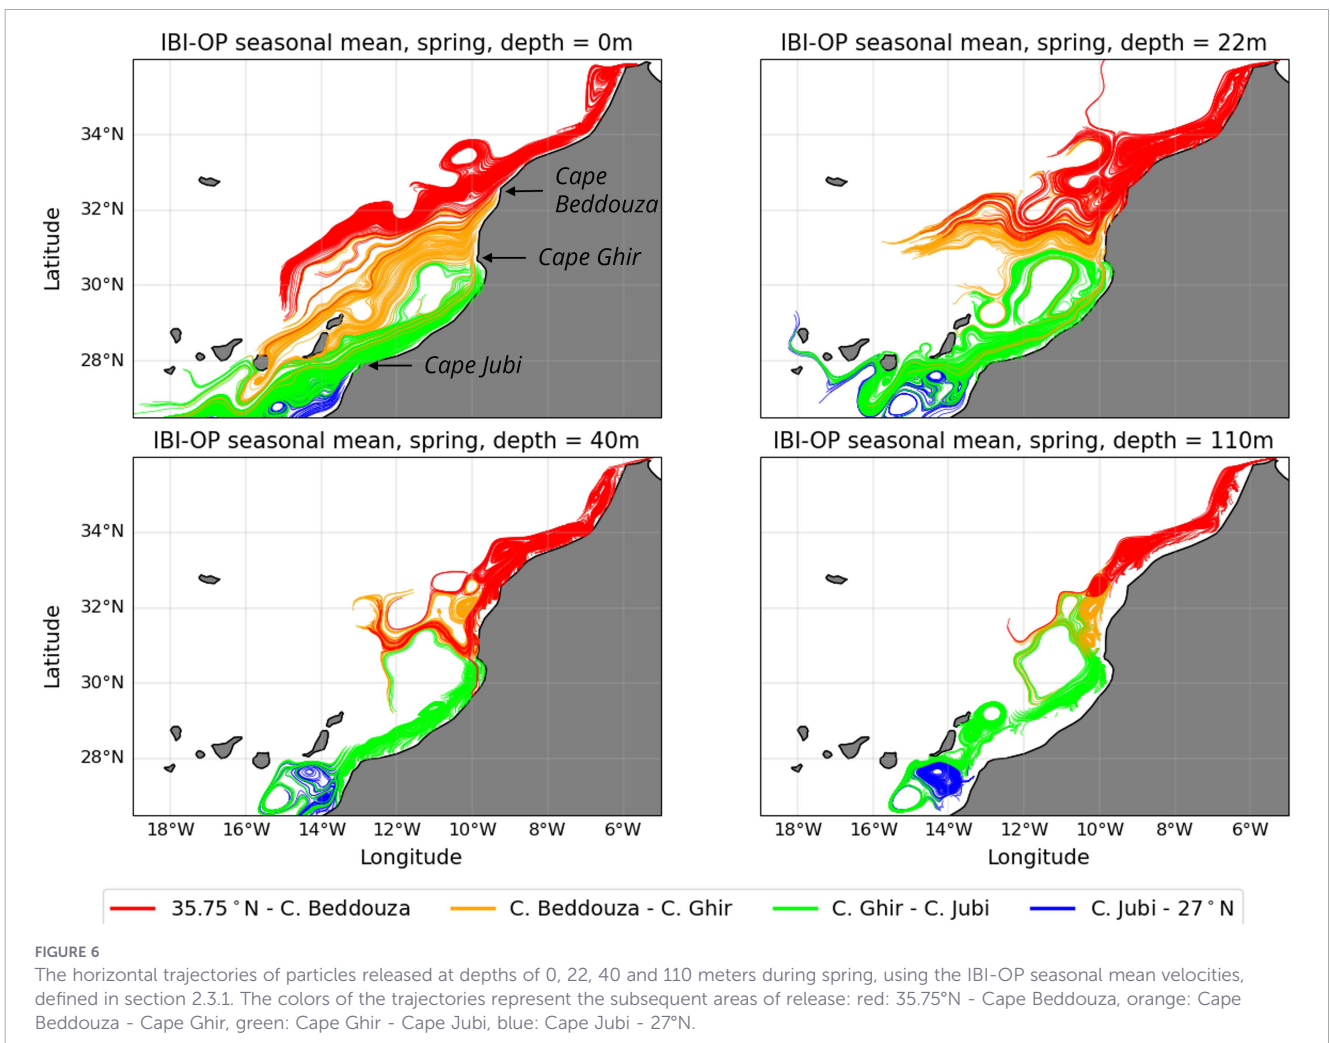 IBI-OP seasonal mean, spring, depth = 0m
IBI-OP seasonal mean, spring, depth = 22m
34°N
32°N
30°N
28°N
Latitude
Cape
Beddouza
Cape Ghir
Cape Jubi
IBI-OP seasonal mean, spring, depth = 40m
IBI-OP seasonal mean, spring, depth = 110m
34°N
32°N
30°N
28°N
Latitude
18°W 16°W 14°W 12°W 10°W 8°W 6°W
18°W 16°W 14°W 12°W 10°W 8°W 6°W
Longitude
Longitude
35.75°N - C. Beddouza C. Beddouza - C. Ghir C. Ghir - C. Jubi C. Jubi - 27°N
FIGURE 6
The horizontal trajectories of particles released at depths of 0, 22, 40 and 110 meters during spring, using the IBI-OP seasonal mean velocities,
defined in section 2.3.1. The colors of the trajectories represent the subsequent areas of release: red: 35.75°N - Cape Beddouza, orange: Cape
Beddouza - Cape Ghir, green: Cape Ghir - Cape Jubi, blue: Cape Jubi - 27°N.